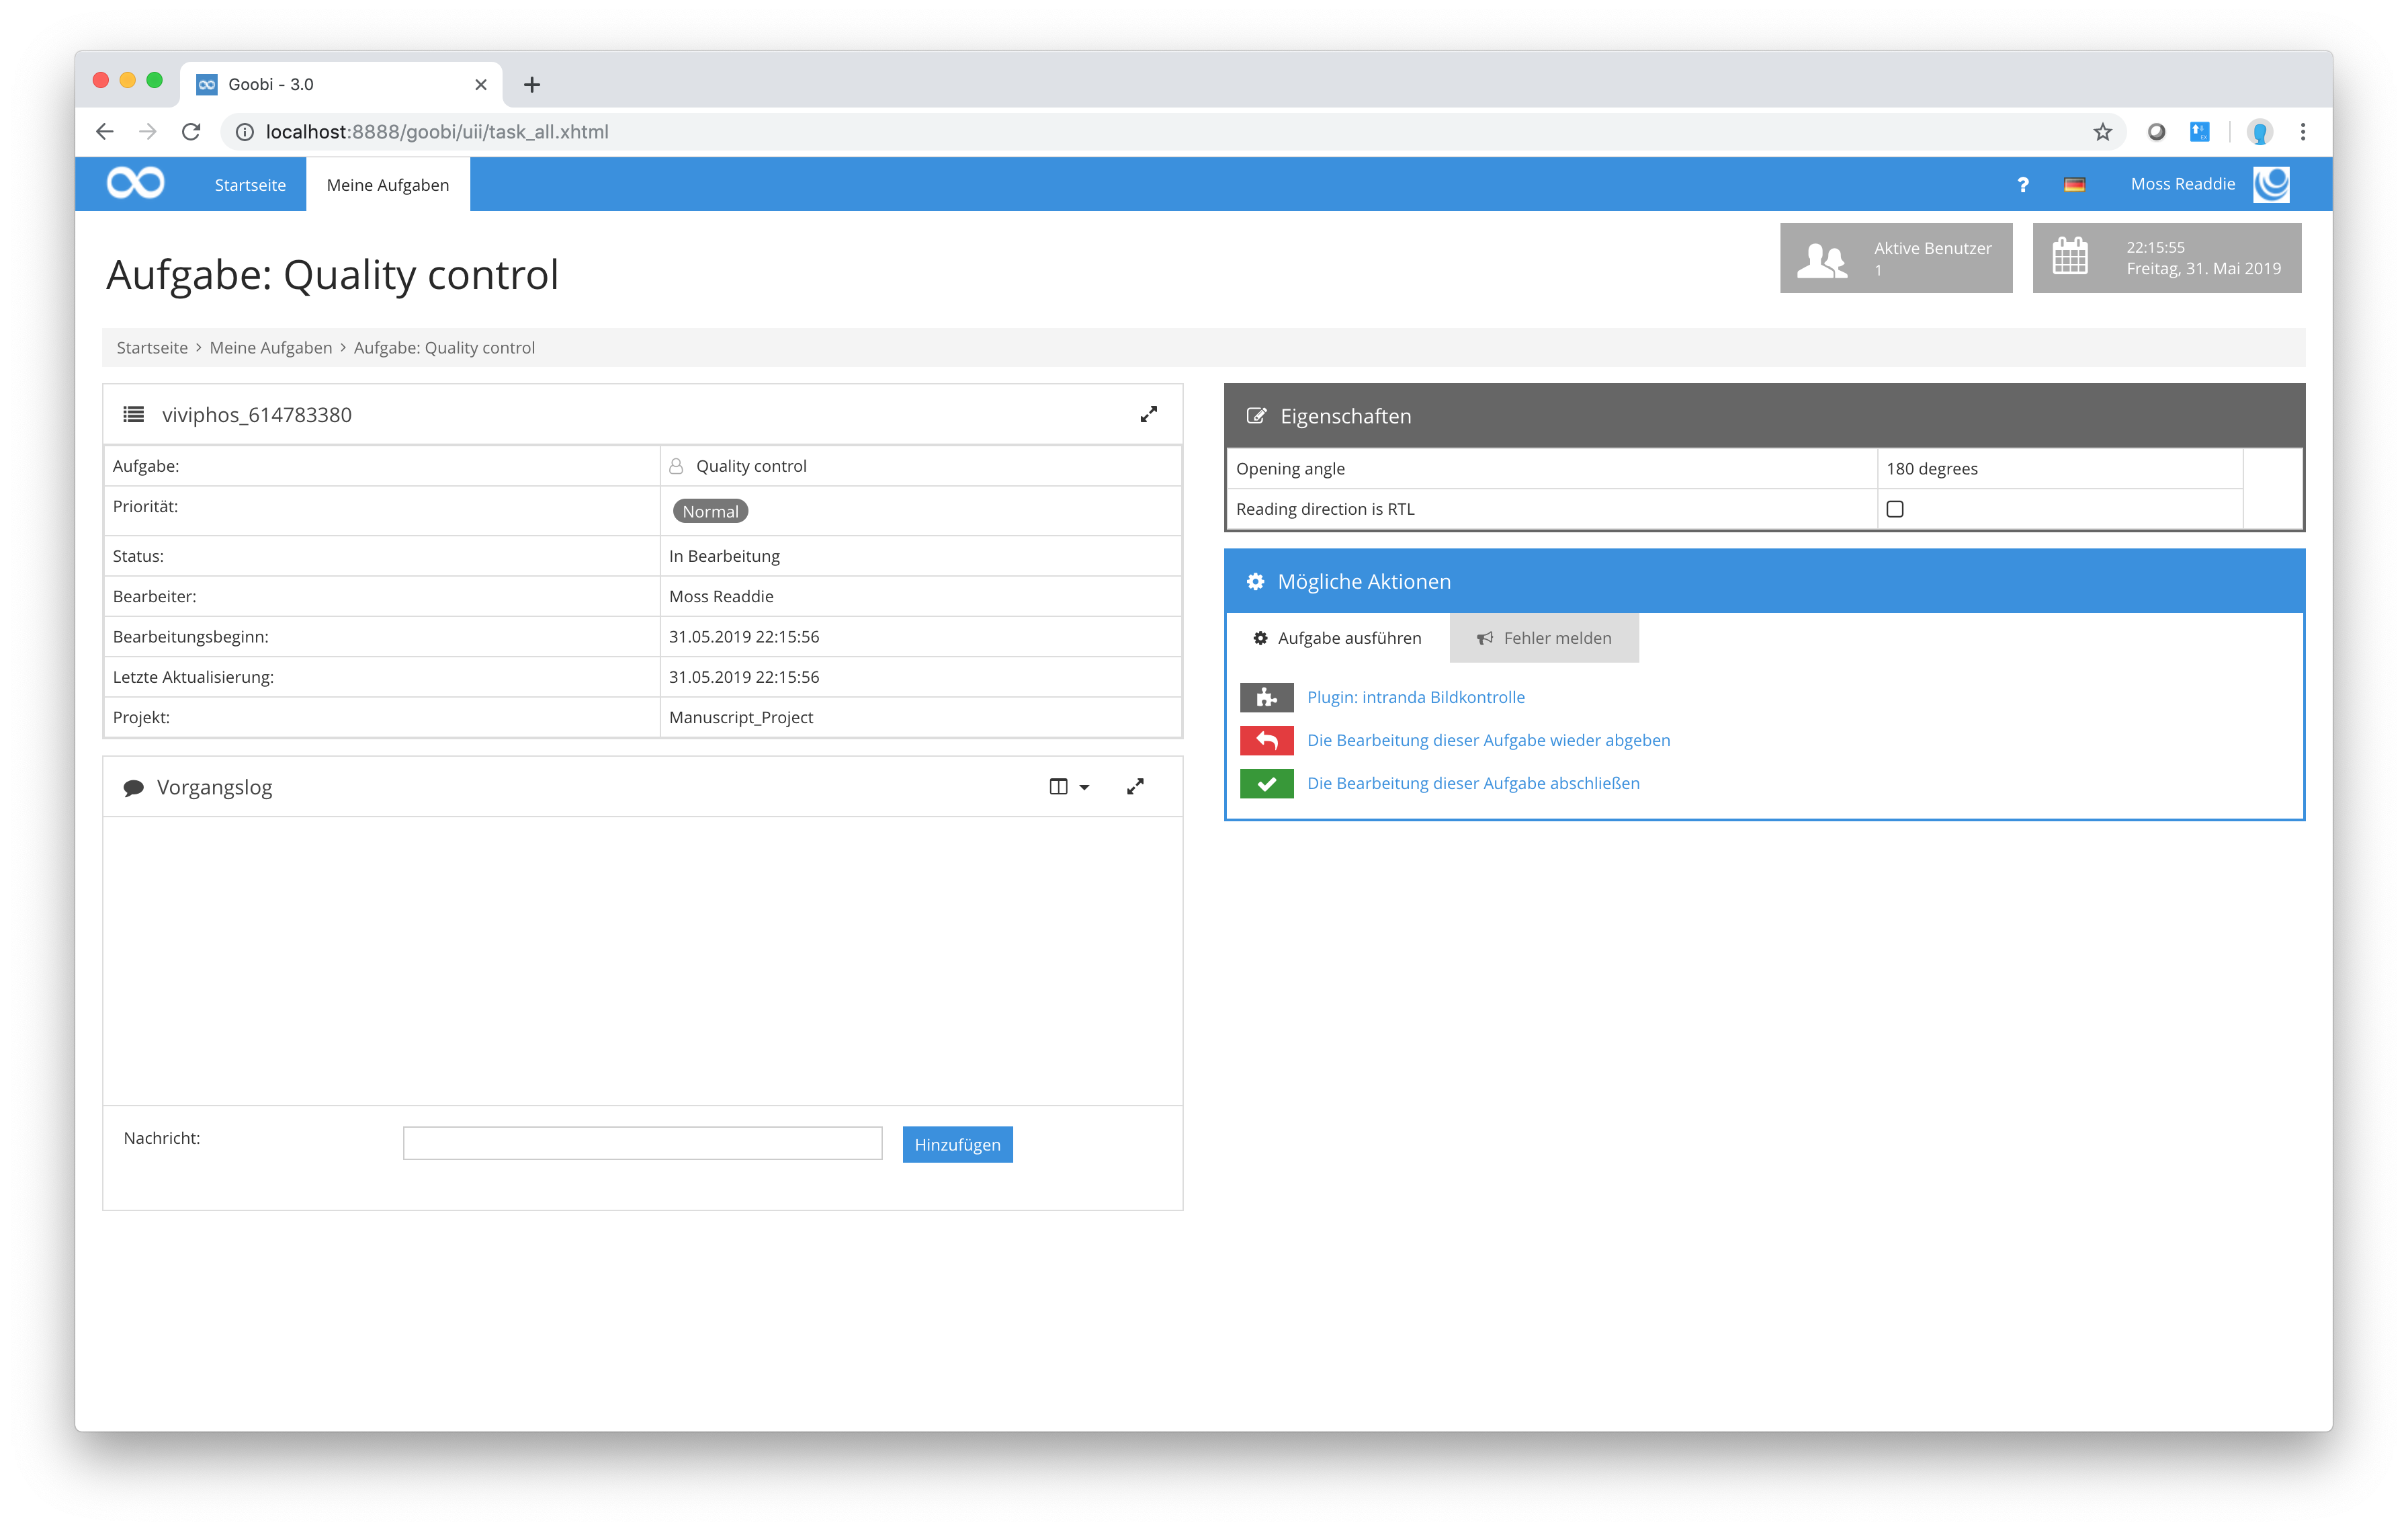 Goobi - 3.0
localhost:8888/goobi/uii/task_all.xhtml
Startseite
Meine Aufgaben
?
Moss Readdie
Aufgabe: Quality control
Aktive Benutzer
1
22:15:55
Freitag, 31. Mai 2019
Startseite > Meine Aufgaben > Aufgabe: Quality control
viviphos_614783380
Aufgabe: Quality control
Priorität: Normal
Status: In Bearbeitung
Bearbeiter: Moss Readdie
Bearbeitungsbeginn: 31.05.2019 22:15:56
Letzte Aktualisierung: 31.05.2019 22:15:56
Projekt: Manuscript_Project
Vorgangslog
Nachricht:
Hinzufügen
Eigenschaften
Opening angle 180 degrees
Reading direction is RTL
Mögliche Aktionen
Aufgabe ausführen
Fehler melden
Plugin: intranda Bildkontrolle
Die Bearbeitung dieser Aufgabe wieder abgeben
Die Bearbeitung dieser Aufgabe abschließen